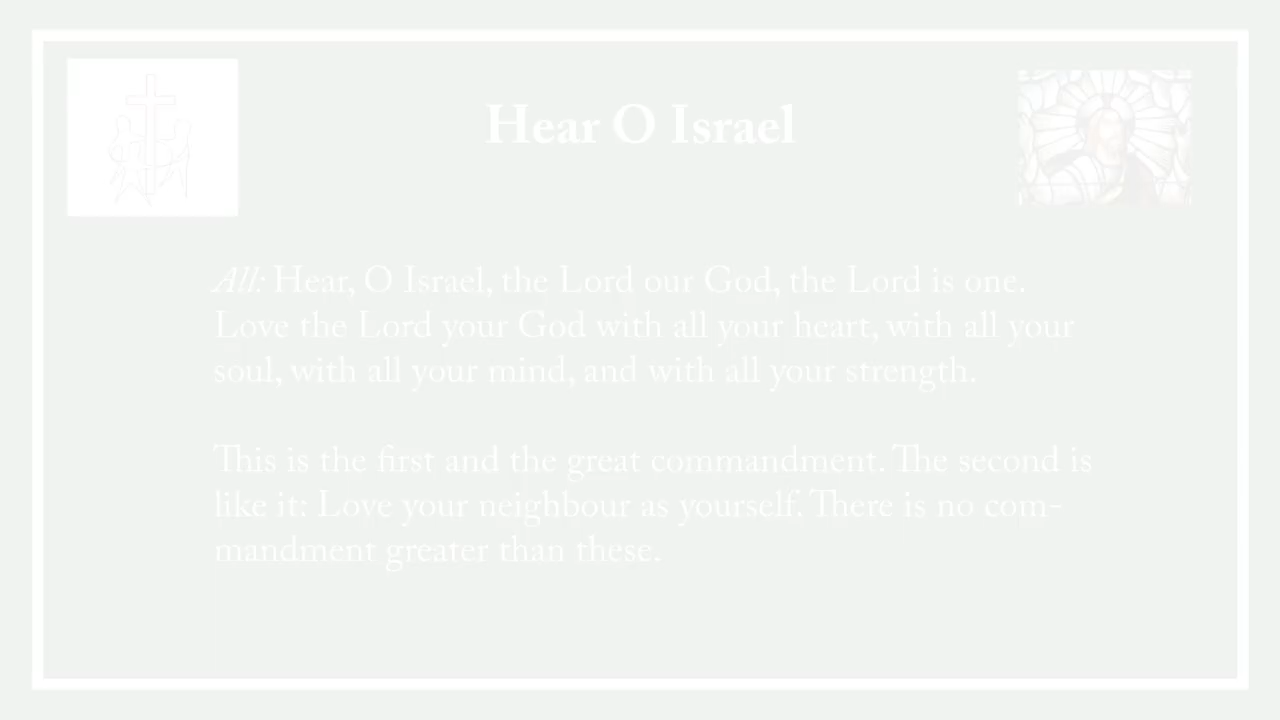 Hear O Israel
All: Hear, O Israel, the Lord our God, the Lord is one.
Love the Lord your God with all your heart, with all your
soul, with all your mind, and with all your strength.
This is the first and the great commandment. The second is
like it: Love your neighbour as yourself. There is no com-
mandment greater than these.